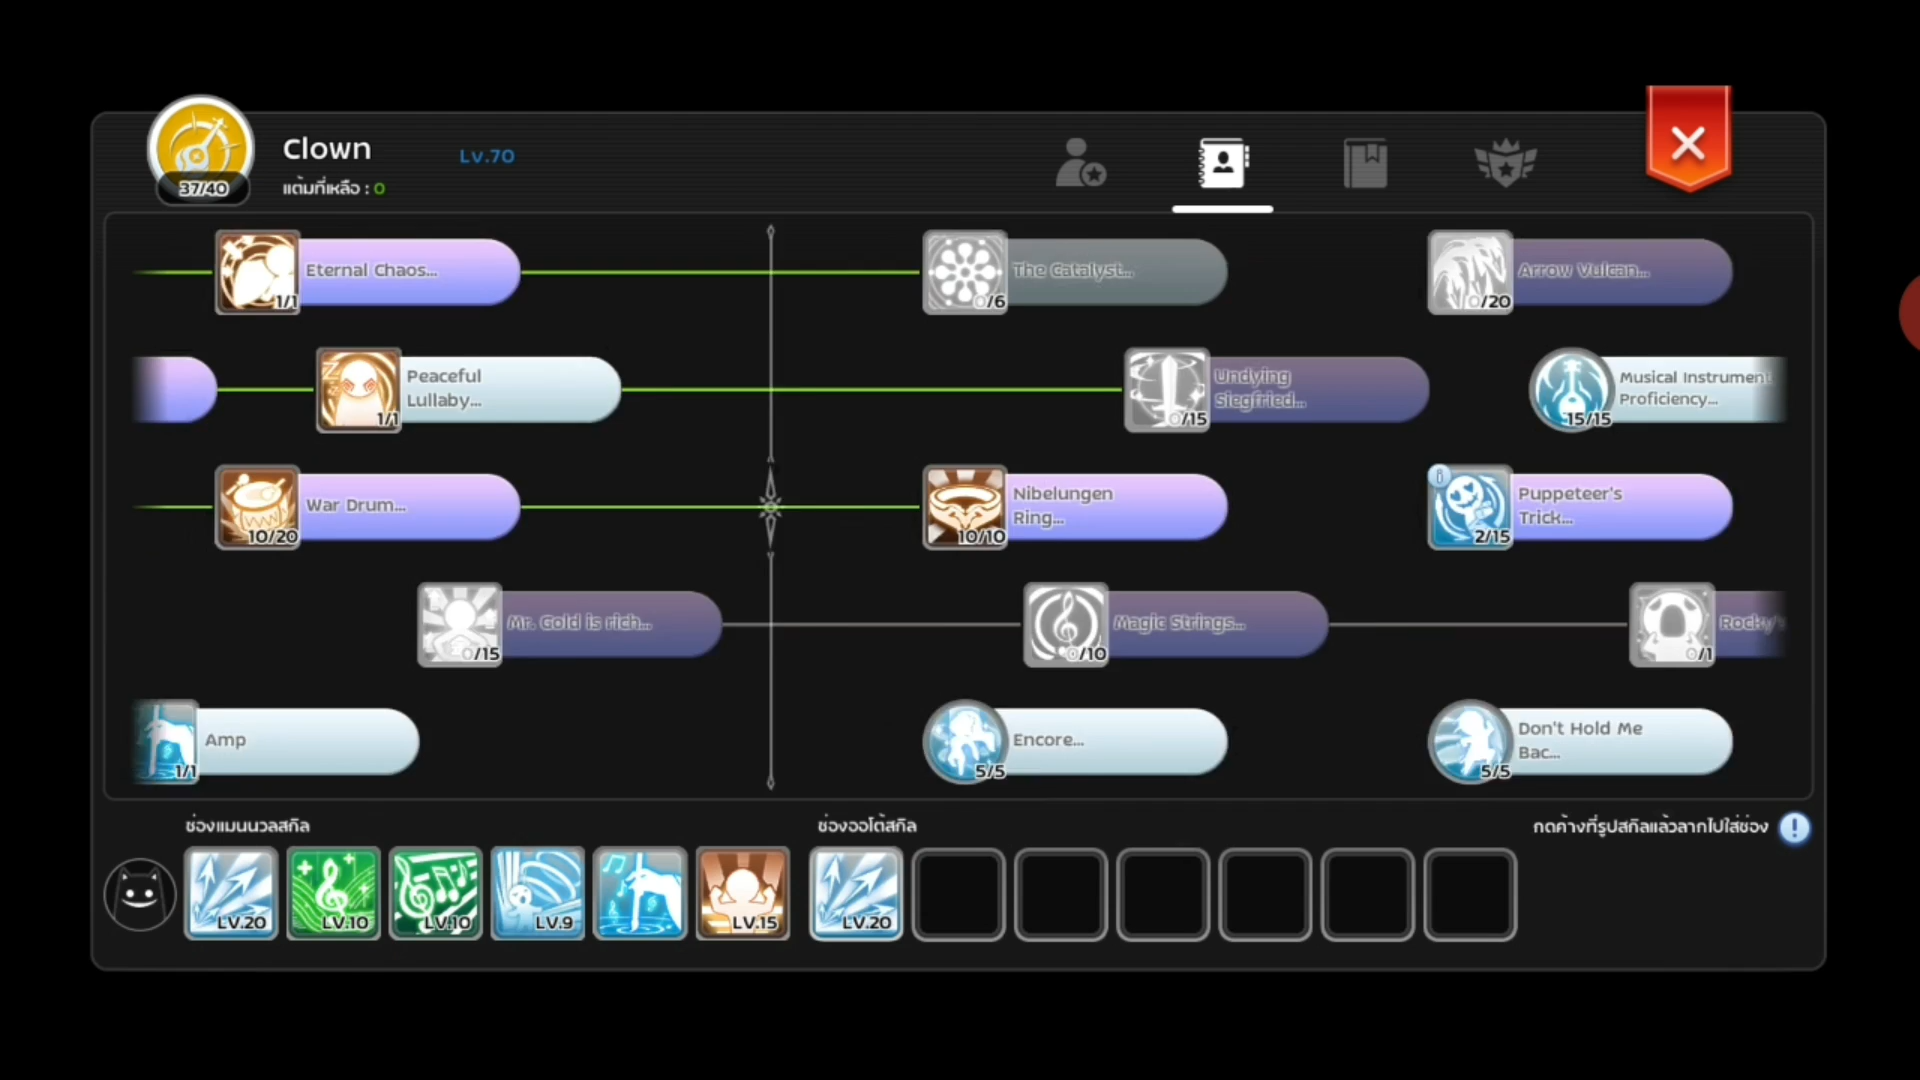 Clown
Lv.70
37/40
แต้มที่เหลือ : 0
Eternal Chaos...
1/1
The Catalyst...
0/6
Arrow Vulcan...
0/20
Peaceful
Lullaby...
1/1
Undying
Siegfried...
0/15
Musical Instrument
Proficiency...
15/15
War Drum...
10/20
Nibelungen
Ring...
10/10
Puppeteer's
Trick...
2/15
Mr. Gold is rich...
0/15
Magic Strings...
0/10
Rocky's
0/1
Amp
1/1
Encore...
5/5
Don't Hold Me
Bac...
5/5
ช่องแมนนวลสกิล
ช่องออโต้สกิล
กดค้างที่รูปสกิลแล้วลากไปใส่ช่อง
LV.20
LV.10
LV.10
LV.9
LV.15
LV.20